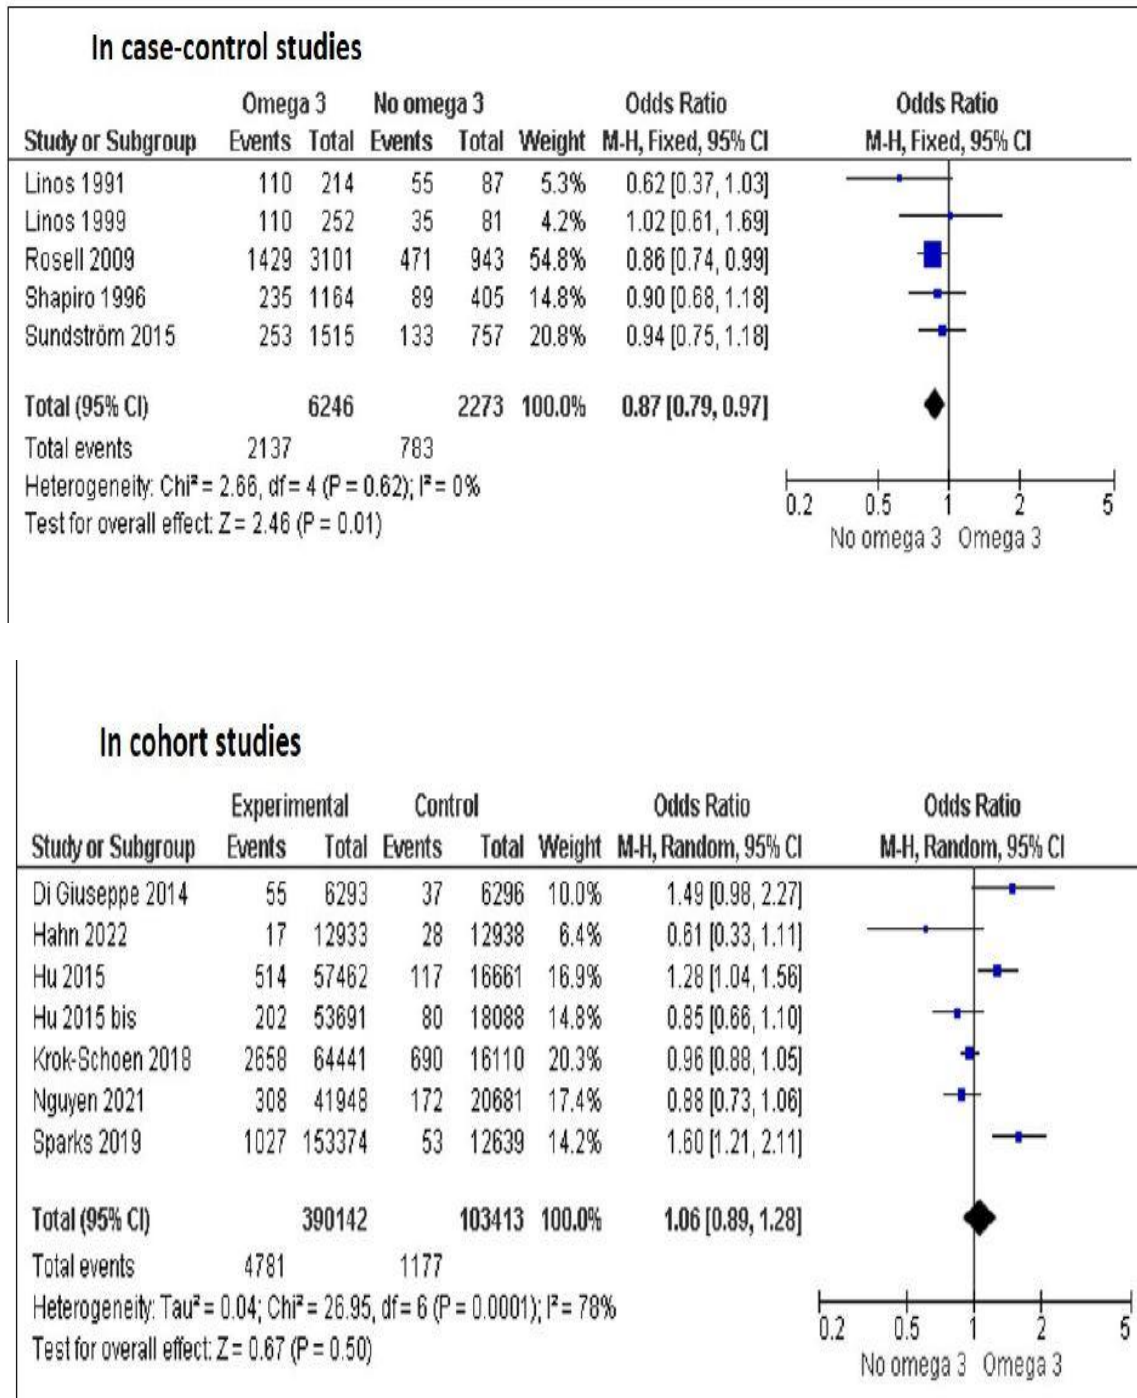 In case-control studies
Omega 3 No omega 3 Odds Ratio Odds Ratio
Study or Subgroup Events Total Events Total Weight M-H, Fixed, 95% CI M-H, Fixed, 95% CI
Linos 1991 110 214 55 87 5.3% 0.62 [0.37, 1.03]
Linos 1999 110 252 35 81 4.2% 1.02 [0.61, 1.69]
Rosell 2009 1429 3101 471 943 54.8% 0.86 [0.74, 0.99]
Shapiro 1996 235 1164 89 405 14.8% 0.90 [0.68, 1.18]
Sundström 2015 253 1515 133 757 20.8% 0.94 [0.75, 1.18]
Total (95% CI) 6246 2273 100.0% 0.87 [0.79, 0.97]
Total events 2137 783
Heterogeneity: Chi² = 2.66, df = 4 (P = 0.62); I² = 0%
Test for overall effect: Z = 2.46 (P = 0.01)
0.2 0.5 1 2 5
No omega 3 Omega 3
In cohort studies
Experimental Control Odds Ratio Odds Ratio
Study or Subgroup Events Total Events Total Weight M-H, Random, 95% CI M-H, Random, 95% CI
Di Giuseppe 2014 55 6293 37 6296 10.0% 1.49 [0.98, 2.27]
Hahn 2022 17 12933 28 12938 6.4% 0.61 [0.33, 1.11]
Hu 2015 514 57462 117 16661 16.9% 1.28 [1.04, 1.56]
Hu 2015 bis 202 53691 80 18088 14.8% 0.85 [0.66, 1.10]
Krok-Schoen 2018 2658 64441 690 16110 20.3% 0.96 [0.88, 1.05]
Nguyen 2021 308 41948 172 20681 17.4% 0.88 [0.73, 1.06]
Sparks 2019 1027 153374 53 12639 14.2% 1.60 [1.21, 2.11]
Total (95% CI) 390142 103413 100.0% 1.06 [0.89, 1.28]
Total events 4781 1177
Heterogeneity: Tau² = 0.04; Chi² = 26.95, df = 6 (P = 0.0001); I² = 78%
Test for overall effect: Z = 0.67 (P = 0.50)
0.2 0.5 1 2 5
No omega 3 Omega 3